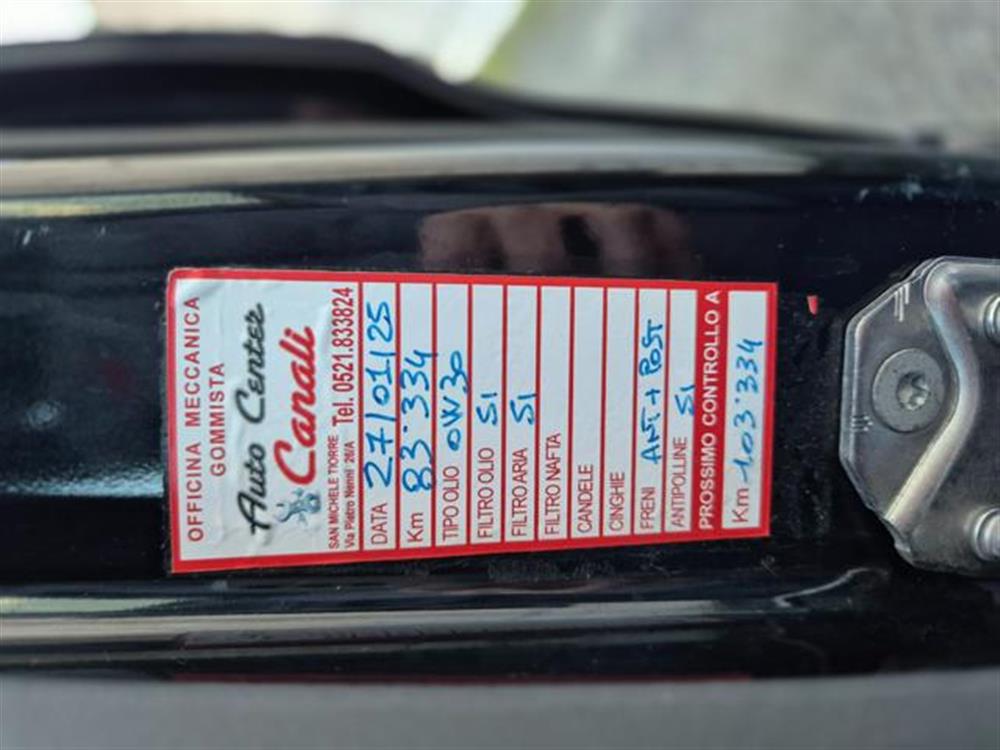 OFFICINA MECCANICA
GOMMISTA
Auto Center
Canali
SAN MICHELE TIORRE
Via Pietro Nenni 26/A Tel. 0521.833824
DATA 27/01/25
Km 83.334
TIPO OLIO 0W30
FILTRO OLIO SI
FILTRO ARIA SI
FILTRO NAFTA
CANDELE
CINGHIE
FRENI ANT + POST
ANTIPOLLINE SI
PROSSIMO CONTROLLO A
Km 103.334